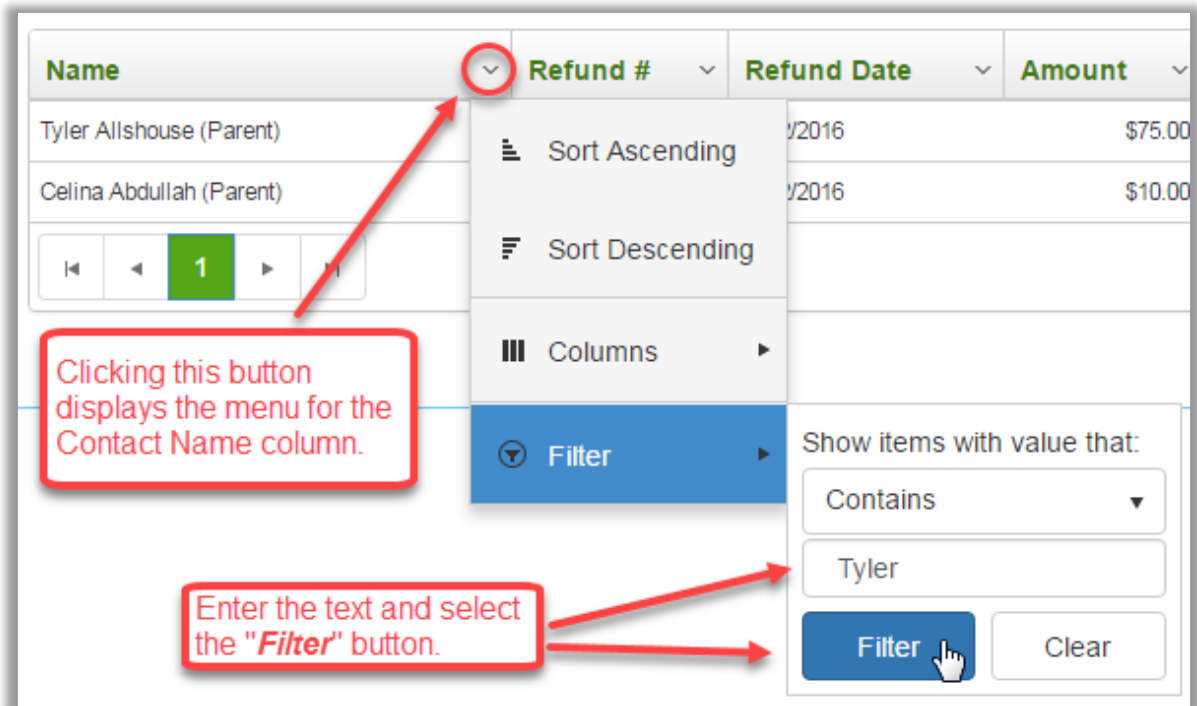 Name Refund # Refund Date Amount
Tyler Allshouse (Parent) /2016 $75.00
Sort Ascending
Celina Abdullah (Parent) /2016 $10.00
Sort Descending
1
Columns
Clicking this button
displays the menu for the
Contact Name column.
Filter
Show items with value that:
Contains
Tyler
Filter Clear
Enter the text and select
the "Filter" button.